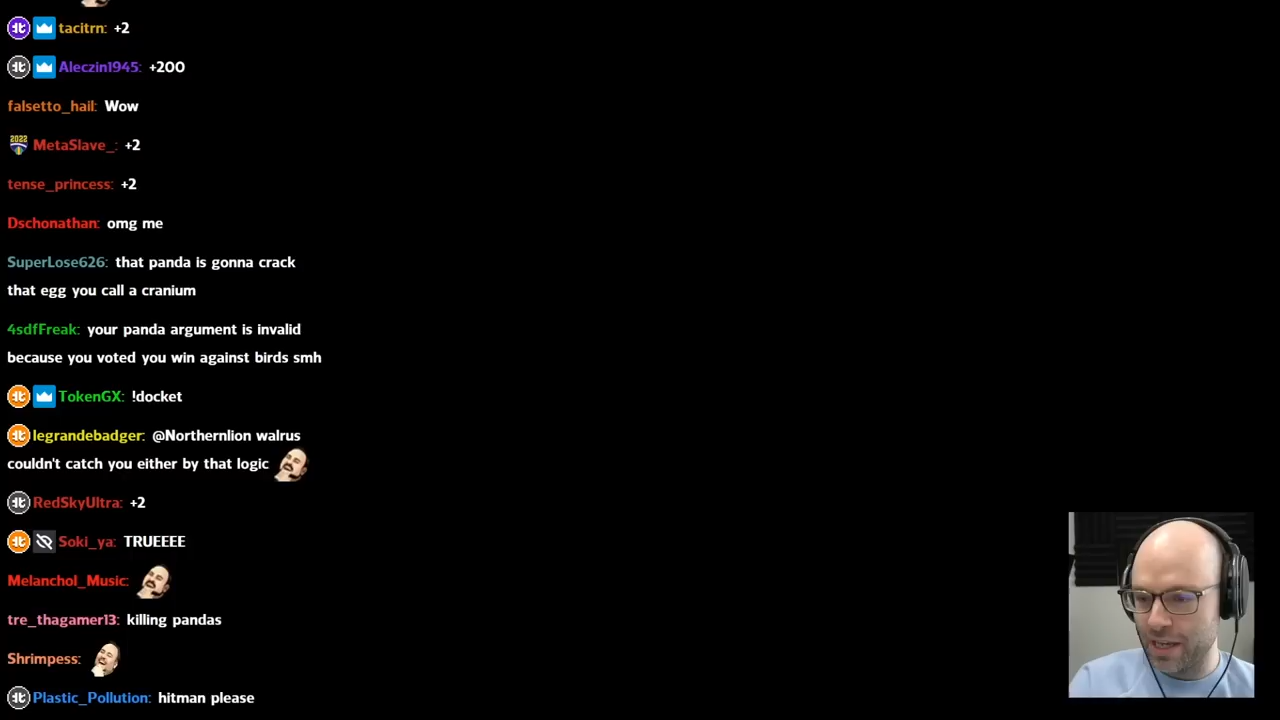 tacitrn: +2
Aleczin1945: +200
falsetto_hail: Wow
2022 MetaSlave_: +2
tense_princess: +2
Dschonathan: omg me
SuperLose626: that panda is gonna crack
that egg you call a cranium
4sdfFreak: your panda argument is invalid
because you voted you win against birds smh
TokenGX: !docket
legrandebadger: @Northernlion walrus
couldn't catch you either by that logic
RedSkyUltra: +2
Soki_ya: TRUEEEE
Melanchol_Music:
tre_thagamer13: killing pandas
Shrimpess:
Plastic_Pollution: hitman please